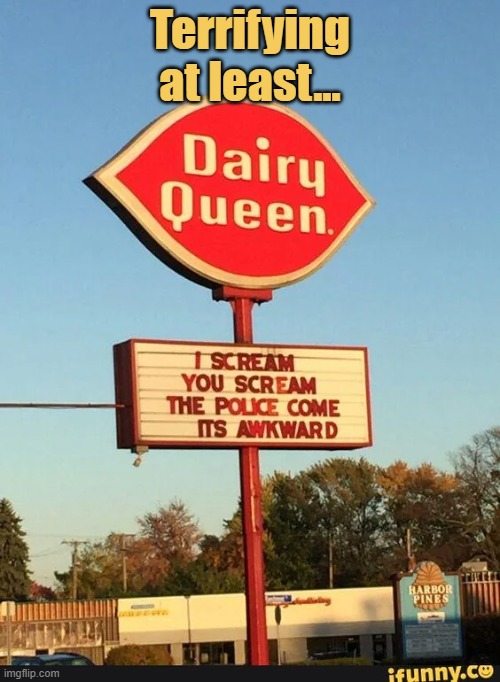 Terrifying
at least...
Dairy
Queen.
I SCREAM
YOU SCREAM
THE POLICE COME
ITS AWKWARD
HARBOR
PINES
imgflip.com
ifunny.co